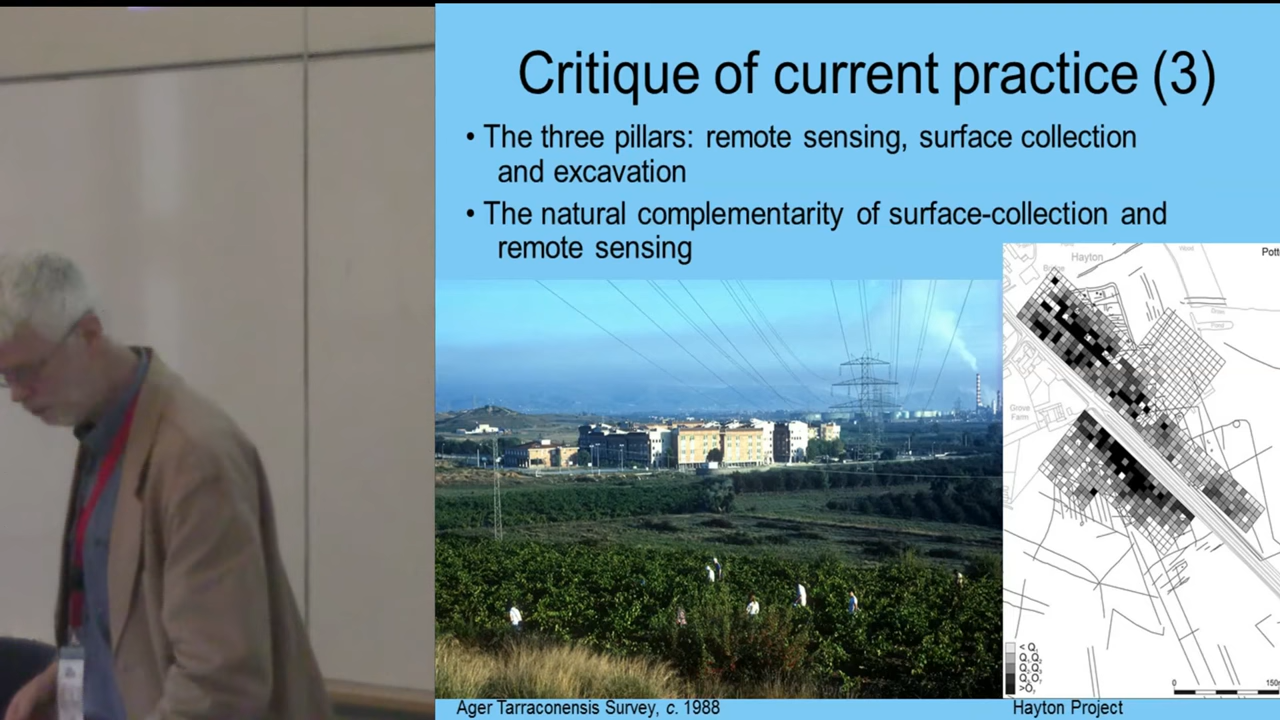 Critique of current practice (3)
• The three pillars: remote sensing, surface collection
and excavation
• The natural complementarity of surface-collection and
remote sensing
Hayton
Grove
Farm
0
Ager Tarraconensis Survey, c. 1988
Hayton Project